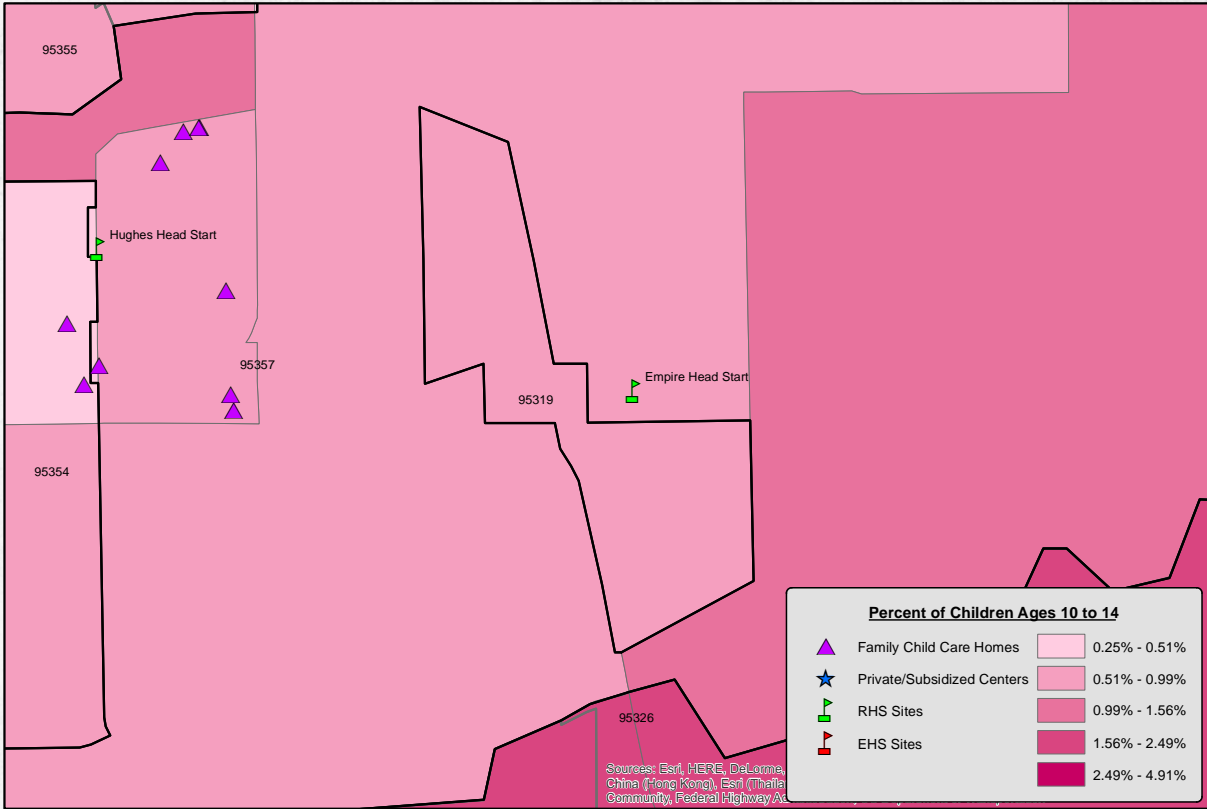 95355
Hughes Head Start
95357
Empire Head Start
95319
95354
95326
Percent of Children Ages 10 to 14
Family Child Care Homes
Private/Subsidized Centers
RHS Sites
EHS Sites
0.25% - 0.51%
0.51% - 0.99%
0.99% - 1.56%
1.56% - 2.49%
2.49% - 4.91%
Sources: Esri, HERE, DeLorme,
China (Hong Kong), Esri (Thaila
Community, Federal Highway Ad